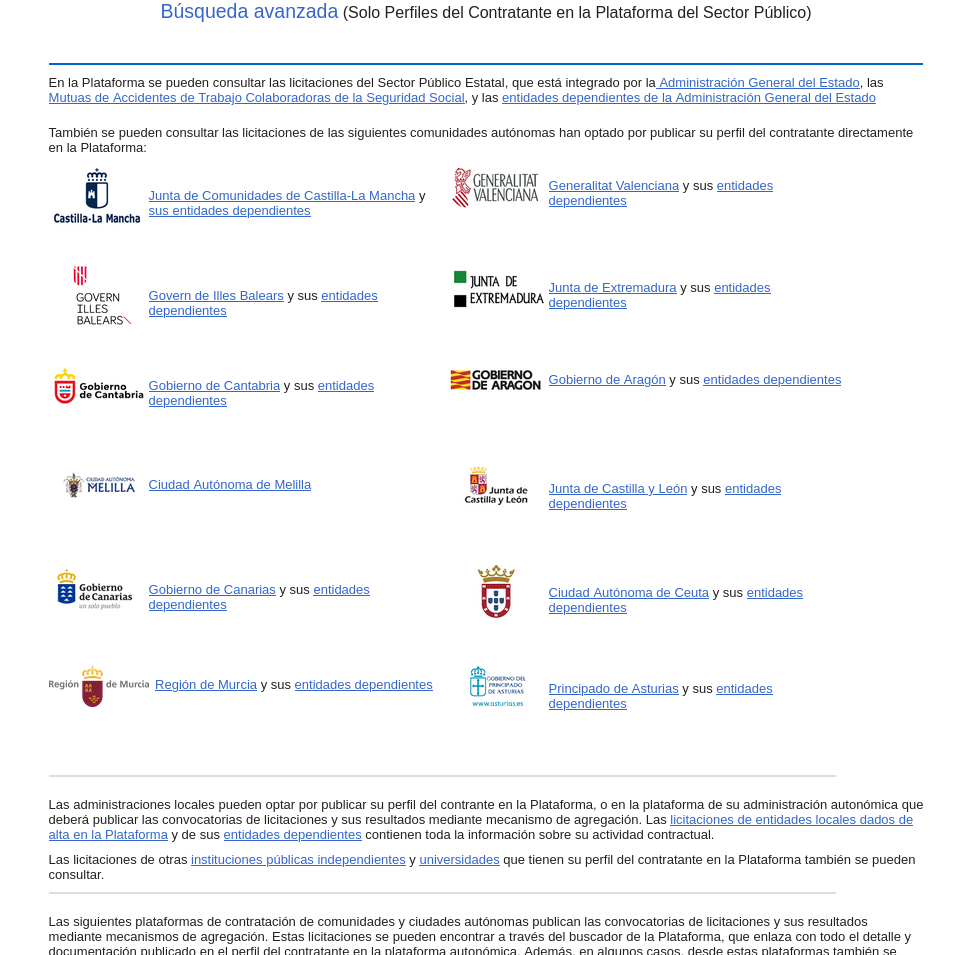 Búsqueda avanzada (Solo Perfiles del Contratante en la Plataforma del Sector Público)
En la Plataforma se pueden consultar las licitaciones del Sector Público Estatal, que está integrado por la Administración General del Estado, las
Mutuas de Accidentes de Trabajo Colaboradoras de la Seguridad Social, y las entidades dependientes de la Administración General del Estado
También se pueden consultar las licitaciones de las siguientes comunidades autónomas han optado por publicar su perfil del contratante directamente
en la Plataforma:
Castilla-La Mancha
Junta de Comunidades de Castilla-La Mancha y
sus entidades dependientes
GENERALITAT
VALENCIANA
Generalitat Valenciana y sus entidades
dependientes
GOVERN
ILLES
BALEARS
Govern de Illes Balears y sus entidades
dependientes
JUNTA DE
EXTREMADURA
Junta de Extremadura y sus entidades
dependientes
Gobierno
de Cantabria
Gobierno de Cantabria y sus entidades
dependientes
GOBIERNO
DE ARAGON
Gobierno de Aragón y sus entidades dependientes
CIUDAD AUTÓNOMA
MELILLA
Ciudad Autónoma de Melilla
Junta de
Castilla y León
Junta de Castilla y León y sus entidades
dependientes
Gobierno
de Canarias
un solo pueblo
Gobierno de Canarias y sus entidades
dependientes
Ciudad Autónoma de Ceuta y sus entidades
dependientes
Región de Murcia
Región de Murcia y sus entidades dependientes
GOBIERNO DEL
PRINCIPADO
DE ASTURIAS
www.asturias.es
Principado de Asturias y sus entidades
dependientes
Las administraciones locales pueden optar por publicar su perfil del contrante en la Plataforma, o en la plataforma de su administración autonómica que
deberá publicar las convocatorias de licitaciones y sus resultados mediante mecanismo de agregación. Las licitaciones de entidades locales dados de
alta en la Plataforma y de sus entidades dependientes contienen toda la información sobre su actividad contractual.
Las licitaciones de otras instituciones públicas independientes y universidades que tienen su perfil del contratante en la Plataforma también se pueden
consultar.
Las siguientes plataformas de contratación de comunidades y ciudades autónomas publican las convocatorias de licitaciones y sus resultados
mediante mecanismos de agregación. Estas licitaciones se pueden encontrar a través del buscador de la Plataforma, que enlaza con todo el detalle y
documentación publicado en el perfil del contratante en la plataforma autonómica. Además, en algunos casos, desde estas plataformas también se